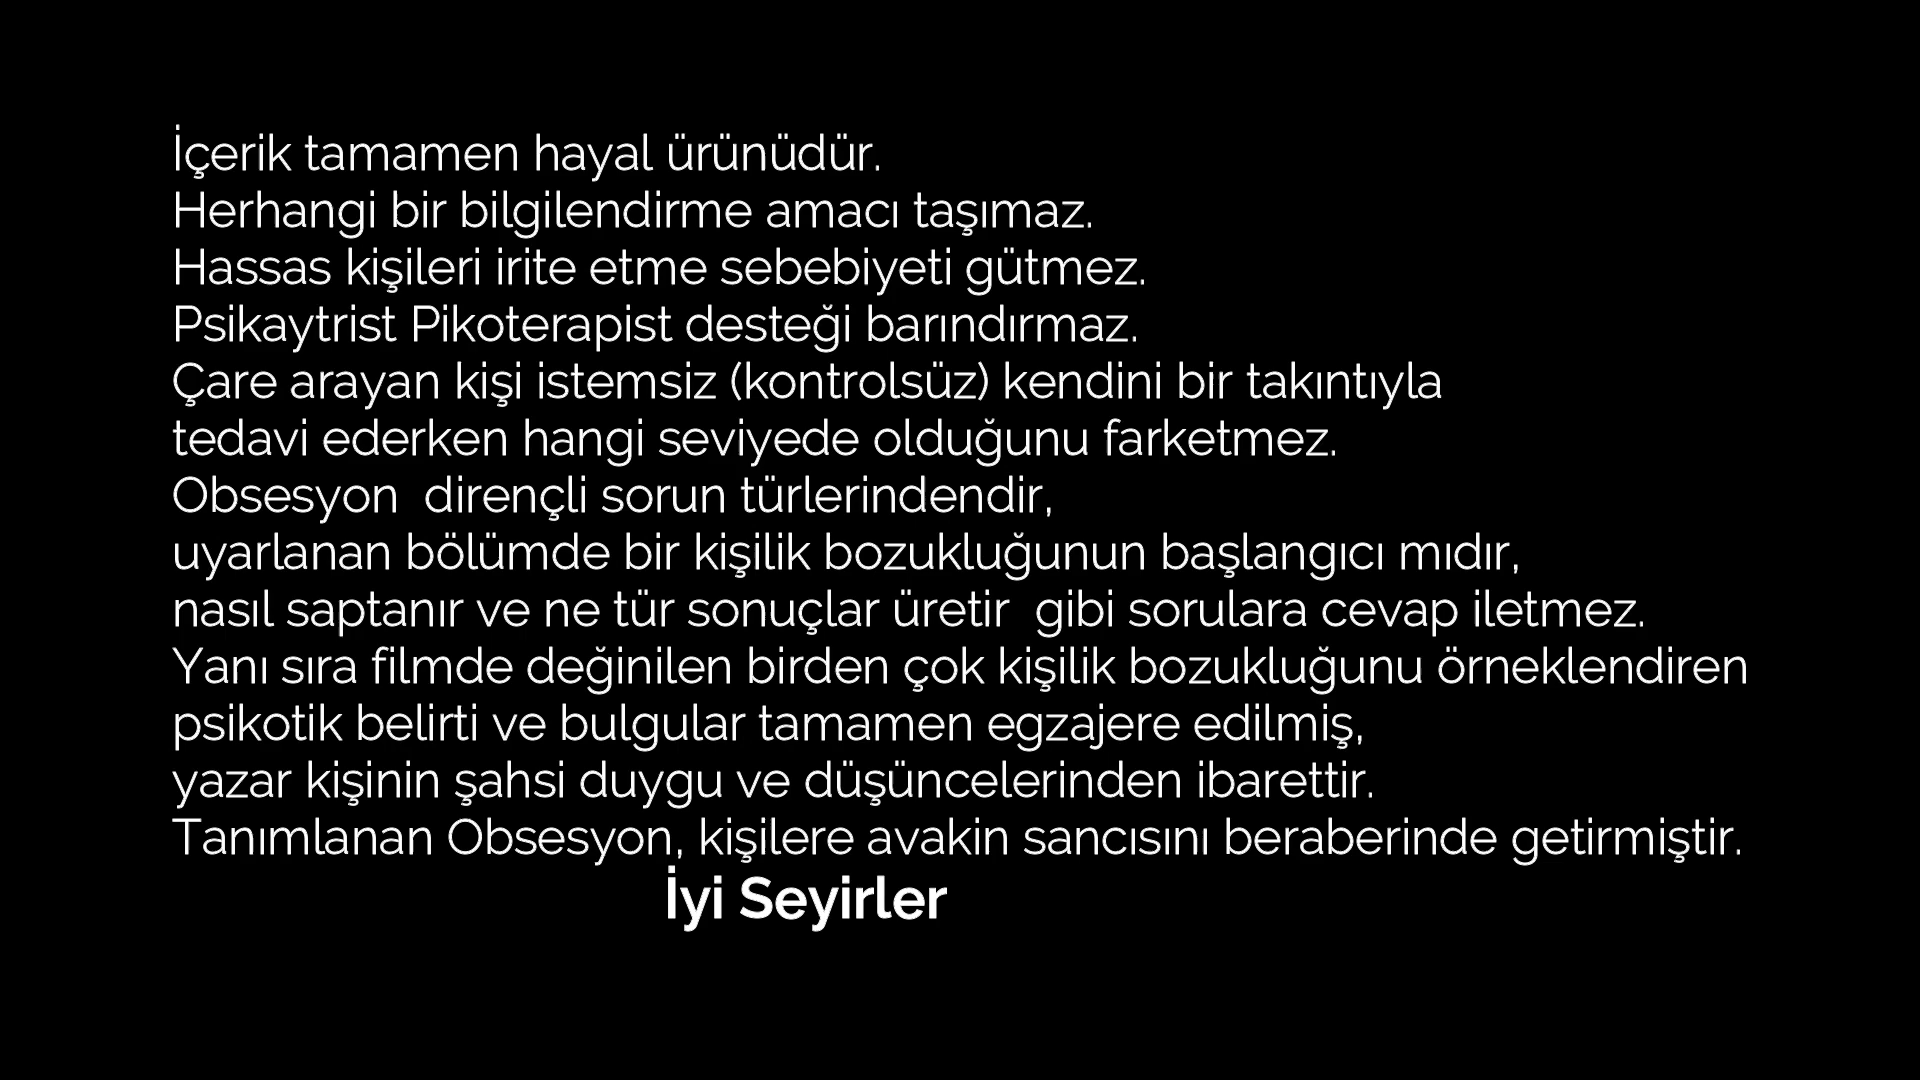 İçerik tamamen hayal ürünüdür.
Herhangi bir bilgilendirme amacı taşımaz.
Hassas kişileri irite etme sebebiyeti gütmez.
Psikaytrist Pikoterapist desteği barındırmaz.
Çare arayan kişi istemsiz (kontrolsüz) kendini bir takıntıyla
tedavi ederken hangi seviyede olduğunu farketmez.
Obsesyon  dirençli sorun türlerindendir,
uyarlanan bölümde bir kişilik bozukluğunun başlangıcı mıdır,
nasıl saptanır ve ne tür sonuçlar üretir  gibi sorulara cevap iletmez.
Yanı sıra filmde değinilen birden çok kişilik bozukluğunu örneklendiren
psikotik belirti ve bulgular tamamen egzajere edilmiş,
yazar kişinin şahsi duygu ve düşüncelerinden ibarettir.
Tanımlanan Obsesyon, kişilere avakin sancısını beraberinde getirmiştir.
İyi Seyirler